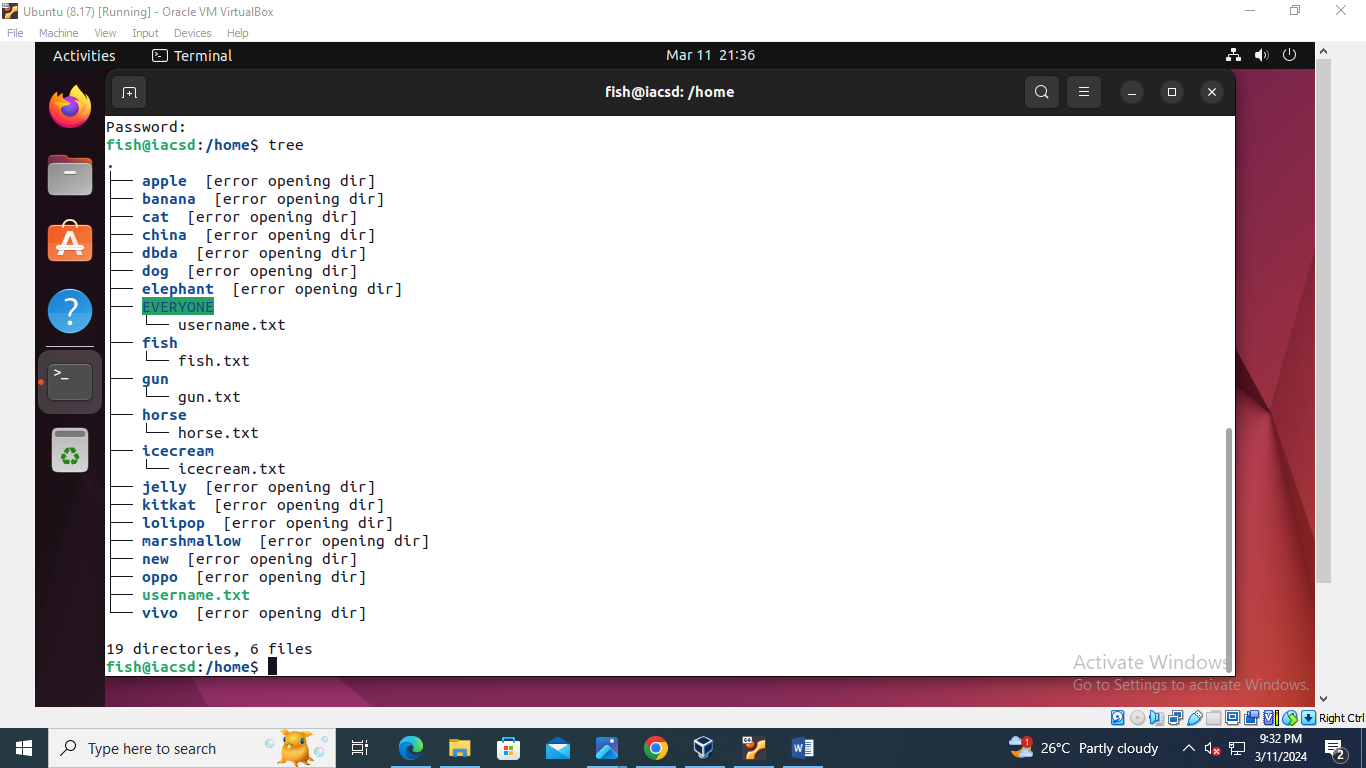 Ubuntu (8.17) [Running] - Oracle VM VirtualBox
File Machine View Input Devices Help
Activities Terminal Mar 11 21:36
fish@iacsd: /home
Password:
fish@iacsd:/home$ tree
.
├── apple [error opening dir]
├── banana [error opening dir]
├── cat [error opening dir]
├── china [error opening dir]
├── dbda [error opening dir]
├── dog [error opening dir]
├── elephant [error opening dir]
├── EVERYONE
│   └── username.txt
├── fish
│   └── fish.txt
├── gun
│   └── gun.txt
├── horse
│   └── horse.txt
├── icecream
│   └── icecream.txt
├── jelly [error opening dir]
├── kitkat [error opening dir]
├── lolipop [error opening dir]
├── marshmallow [error opening dir]
├── new [error opening dir]
├── oppo [error opening dir]
├── username.txt
└── vivo [error opening dir]
19 directories, 6 files
fish@iacsd:/home$
Activate Windows
Go to Settings to activate Windows.
Right Ctrl
Type here to search
1
26°C Partly cloudy
9:32 PM
3/11/2024
2